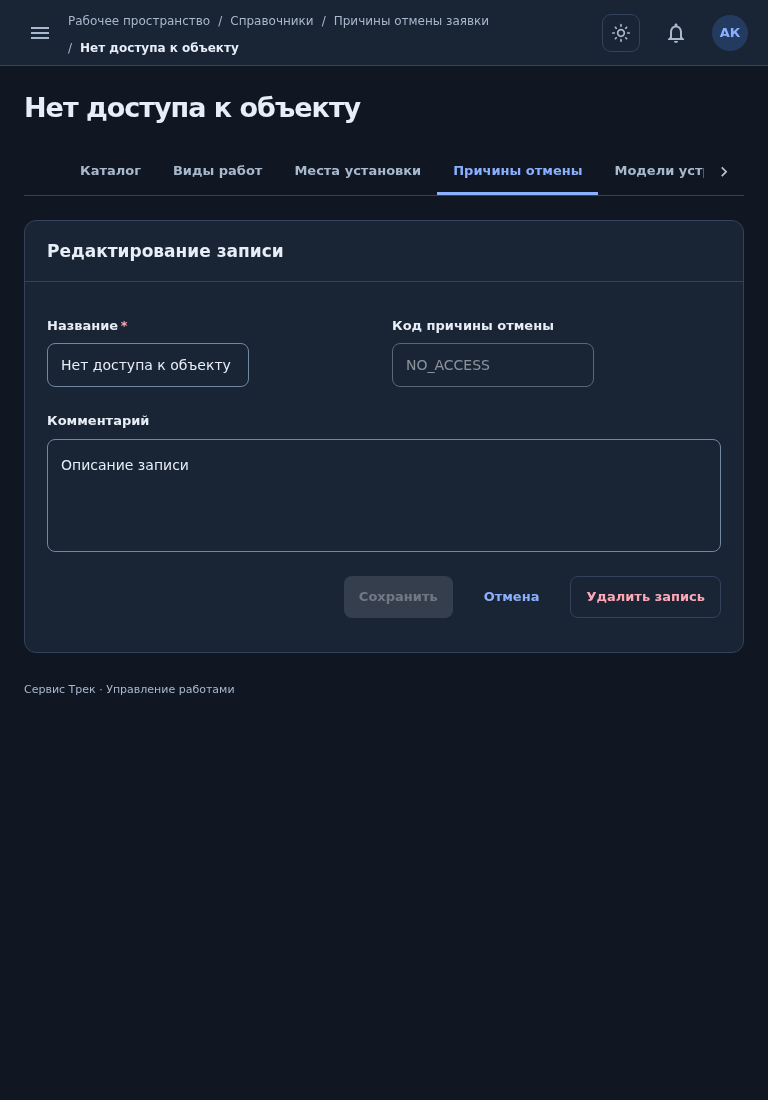 Рабочее пространство / Справочники / Причины отмены заявки
/ Нет доступа к объекту
АК
Нет доступа к объекту
Каталог Виды работ Места установки Причины отмены Модели уст
Редактирование записи
Название *
Код причины отмены
Нет доступа к объекту
NO_ACCESS
Комментарий
Описание записи
Сохранить Отмена Удалить запись
Сервис Трек · Управление работами